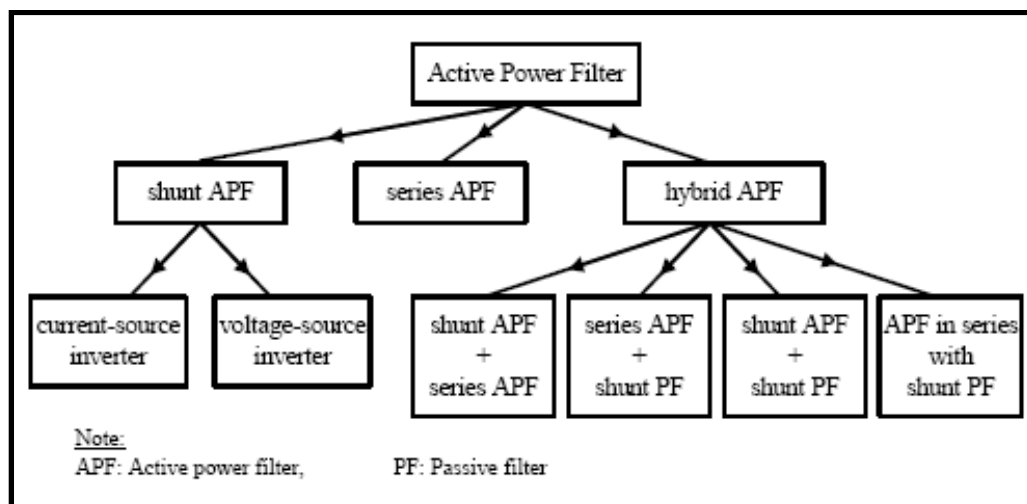 Active Power Filter
shunt APF
series APF
hybrid APF
current-source
inverter
voltage-source
inverter
shunt APF
+
series APF
series APF
+
shunt PF
shunt APF
+
shunt PF
APF in series
with
shunt PF
Note:
APF: Active power filter, PF: Passive filter